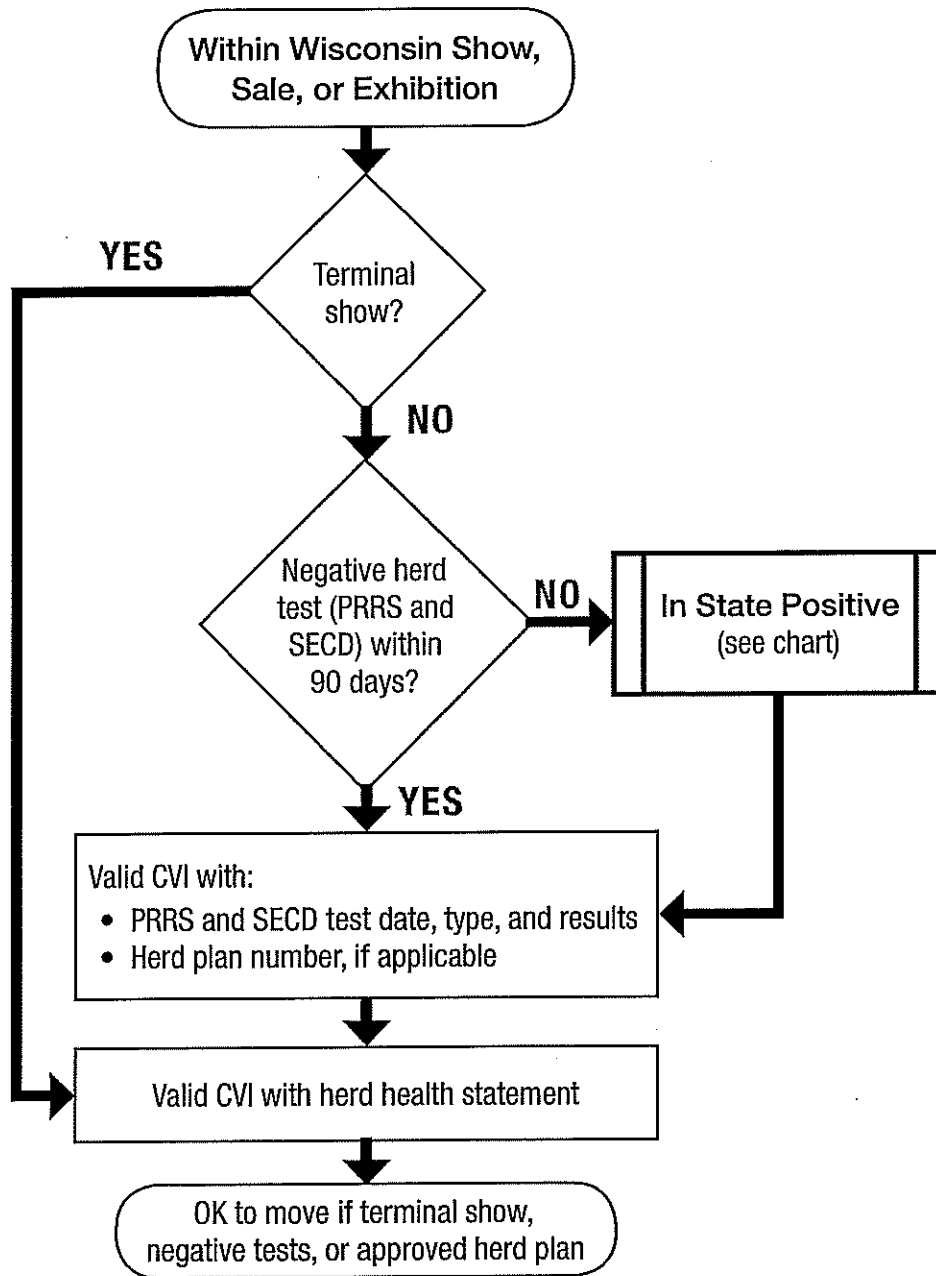 Within Wisconsin Show,
Sale, or Exhibition
YES
Terminal
show?
NO
Negative herd
test (PRRS and
SECD) within
90 days?
NO
In State Positive
(see chart)
YES
Valid CVI with:
• PRRS and SECD test date, type, and results
• Herd plan number, if applicable
Valid CVI with herd health statement
OK to move if terminal show,
negative tests, or approved herd plan